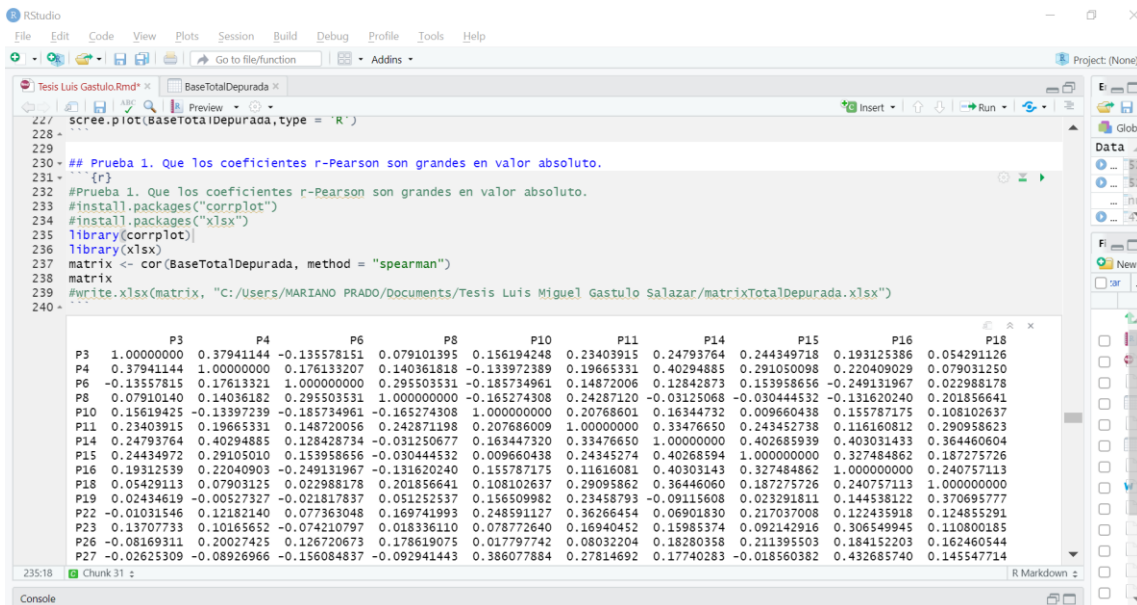 RStudio
File Edit Code View Plots Session Build Debug Profile Tools Help
Go to file/function Addins Project: (None)
Tesis Luis Gastulo.Rmd* BaseTotalDepurada
Preview Insert Run
227 scree.plot(BaseTotalDepurada,type = 'R')
228 ```
229
230 ## Prueba 1. Que los coeficientes r-Pearson son grandes en valor absoluto.
231 ```{r}
232 #Prueba 1. Que los coeficientes r-Pearson son grandes en valor absoluto.
233 #install.packages("corrplot")
234 #install.packages("xlsx")
235 library(corrplot)
236 library(xlsx)
237 matrix <- cor(BaseTotalDepurada, method = "spearman")
238 matrix
239 #write.xlsx(matrix, "C:/Users/MARIANO PRADO/Documents/Tesis Luis Miguel Gastulo Salazar/matrixTotalDepurada.xlsx")
240 ```
P3 P4 P6 P8 P10 P11 P14 P15 P16 P18
P3 1.00000000 0.37941144 -0.135578151 0.079101395 0.156194248 0.23403915 0.24793764 0.244349718 0.193125386 0.054291126
P4 0.37941144 1.00000000 0.176133207 0.140361818 -0.133972389 0.19665331 0.40294885 0.291050098 0.220409029 0.079031250
P6 -0.13557815 0.17613321 1.000000000 0.295503531 -0.185734961 0.14872006 0.12842873 0.153958656 -0.249131967 0.022988178
P8 0.07910140 0.14036182 0.295503531 1.000000000 -0.165274308 0.24287120 -0.03125068 -0.030444532 -0.131620240 0.201856641
P10 0.15619425 -0.13397239 -0.185734961 -0.165274308 1.000000000 0.20768601 0.16344732 0.009660438 0.155787175 0.108102637
P11 0.23403915 0.19665331 0.148720056 0.242871198 0.207686009 1.00000000 0.33476650 0.243452738 0.116160812 0.290958623
P14 0.24793764 0.40294885 0.128428734 -0.031250677 0.163447320 0.33476650 1.00000000 0.402685939 0.403031433 0.364460604
P15 0.24434972 0.29105010 0.153958656 -0.030444532 0.009660438 0.24345274 0.40268594 1.000000000 0.327484862 0.187275726
P16 0.19312539 0.22040903 -0.249131967 -0.131620240 0.155787175 0.11616081 0.40303143 0.327484862 1.000000000 0.240757113
P18 0.05429113 0.07903125 0.022988178 0.201856641 0.108102637 0.29095862 0.36446060 0.187275726 0.240757113 1.000000000
P19 0.02434619 -0.00527327 -0.021817837 0.051252537 0.156509982 0.23458793 -0.09115608 0.023291811 0.144538122 0.370695777
P22 -0.01031546 0.12182140 0.077363048 0.169741993 0.248591127 0.36266454 0.06901830 0.217037008 0.122435918 0.124855291
P23 0.13707733 0.10165652 -0.074210797 0.018336110 0.078772640 0.16940452 0.15985374 0.092142916 0.306549945 0.110800185
P26 -0.08169311 0.20027425 0.126720673 0.178619075 0.017797742 0.08032204 0.18280358 0.211395503 0.184152203 0.162460544
P27 -0.02625309 -0.08926966 -0.156084837 -0.092941443 0.386077884 0.27814692 0.17740283 -0.018560382 0.432685740 0.145547714
235:18 Chunk 31 R Markdown
Console
Glob
Data
Fi
New